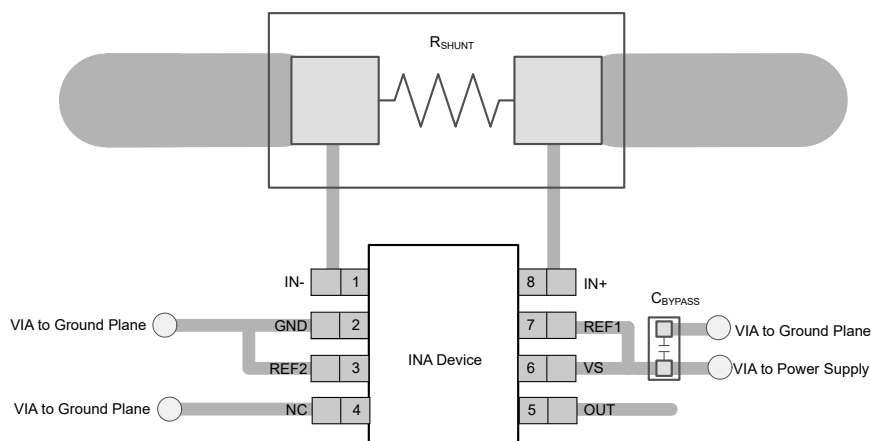 RSHUNT
IN- 1 8 IN+
CBYPASS
VIA to Ground Plane GND 2 7 REF1 VIA to Ground Plane
INA Device
REF2 3 6 VS VIA to Power Supply
VIA to Ground Plane NC 4 5 OUT